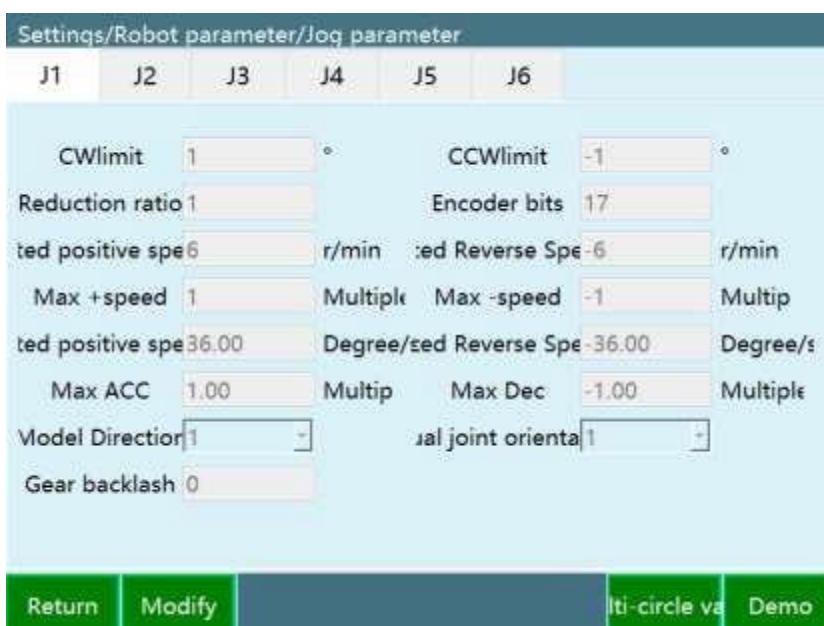 Settings/Robot parameter/Jog parameter
J1 J2 J3 J4 J5 J6
CWlimit 1 ° CCWlimit -1 °
Reduction ratio 1 Encoder bits 17
ted positive spe 6 r/min ted Reverse Spe -6 r/min
Max +speed 1 Multiple Max -speed -1 Multip
ted positive spe 36.00 Degree/s ted Reverse Spe -36.00 Degree/s
Max ACC 1.00 Multip Max Dec -1.00 Multiple
Model Direction 1 ual joint orienta 1
Gear backlash 0
Return Modify lti-circle va Demo